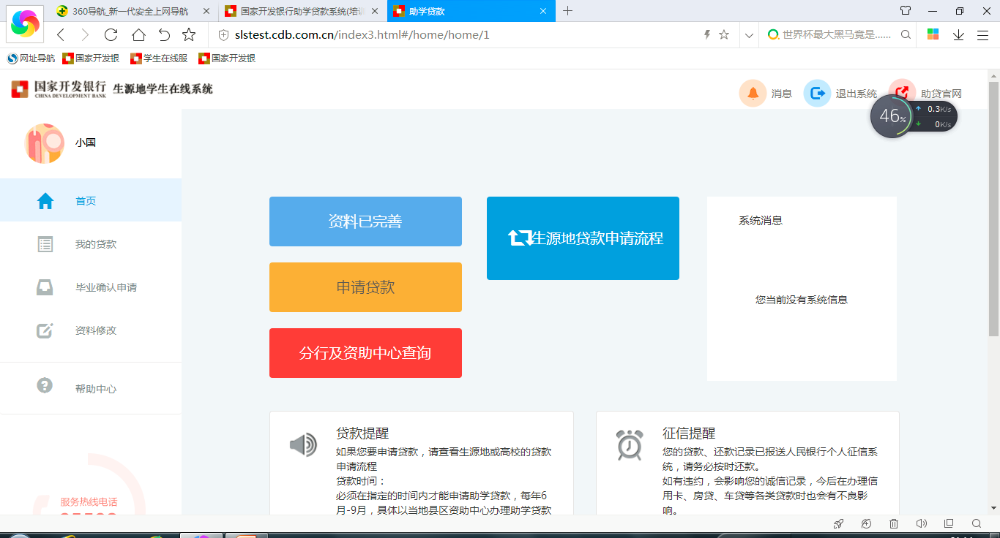 360导航_新一代安全上网导航
国家开发银行助学贷款系统(培训
助学贷款
slstest.cdb.com.cn/index3.html#/home/home/1
世界杯最大黑马竟是......
网址导航
国家开发银
学生在线服
国家开发银
国家开发银行
CHINA DEVELOPMENT BANK
生源地学生在线系统
消息
退出系统
助贷官网
46%
0.3K/s
0K/s
小国
首页
我的贷款
毕业确认申请
资料修改
帮助中心
服务热线电话
资料已完善
申请贷款
分行及资助中心查询
生源地贷款申请流程
系统消息
您当前没有系统信息
贷款提醒
如果您要申请贷款，请查看生源地或高校的贷款
申请流程
贷款时间：
必须在指定的时间内才能申请助学贷款，每年6
月-9月，具体以当地县区资助中心办理助学贷款
征信提醒
您的贷款、还款记录已报送人民银行个人征信系
统，请务必按时还款。
如有违约，会影响您的诚信记录，今后在办理信
用卡、房贷、车贷等各类贷款时也会有不良影
响。